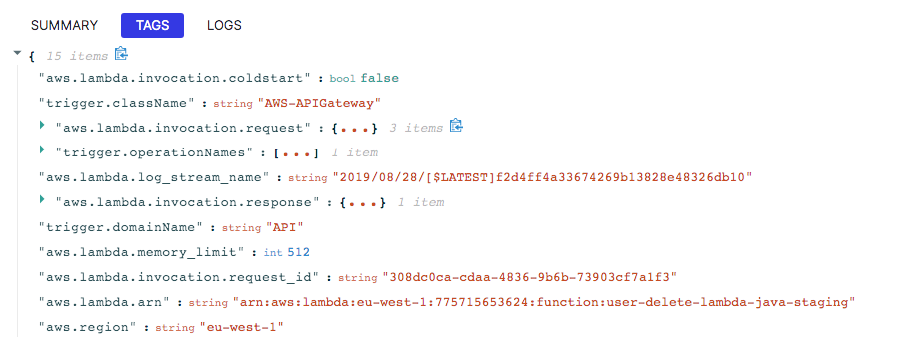 SUMMARY TAGS LOGS
{ 15 items
"aws.lambda.invocation.coldstart" : bool false
"trigger.className" : string "AWS-APIGateway"
"aws.lambda.invocation.request" : {...} 3 items
"trigger.operationNames" : [...] 1 item
"aws.lambda.log_stream_name" : string "2019/08/28/[$LATEST]f2d4ff4a33674269b13828e48326db10"
"aws.lambda.invocation.response" : {...} 1 item
"trigger.domainName" : string "API"
"aws.lambda.memory_limit" : int 512
"aws.lambda.invocation.request_id" : string "308dc0ca-cdaa-4836-9b6b-73903cf7a1f3"
"aws.lambda.arn" : string "arn:aws:lambda:eu-west-1:775715653624:function:user-delete-lambda-java-staging"
"aws.region" : string "eu-west-1"